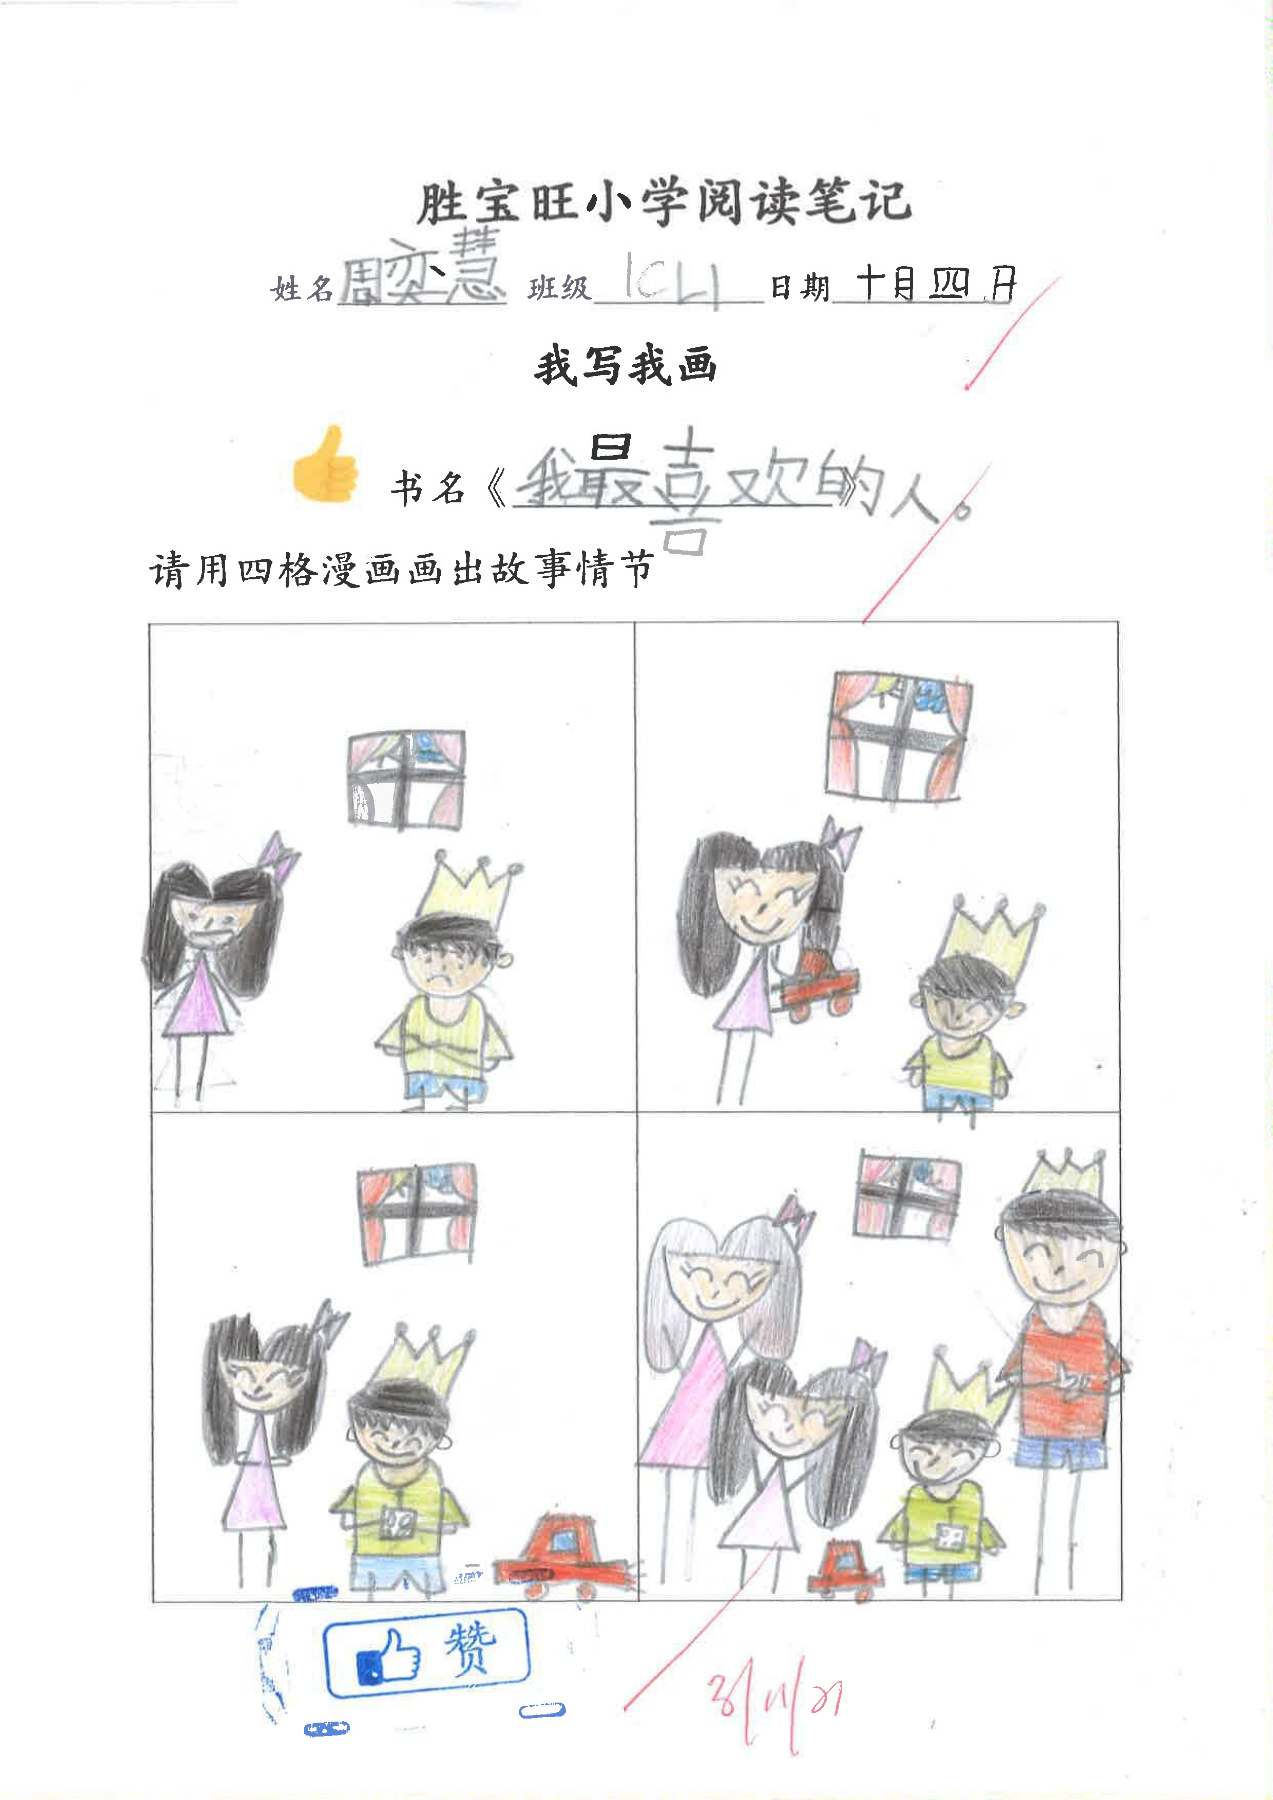 胜宝旺小学阅读笔记
姓名 周奕慧 班级 1C4 日期 十月四日
我写我画
书名《我最喜欢的》人。
请用四格漫画画出故事情节
赞
3/11/21